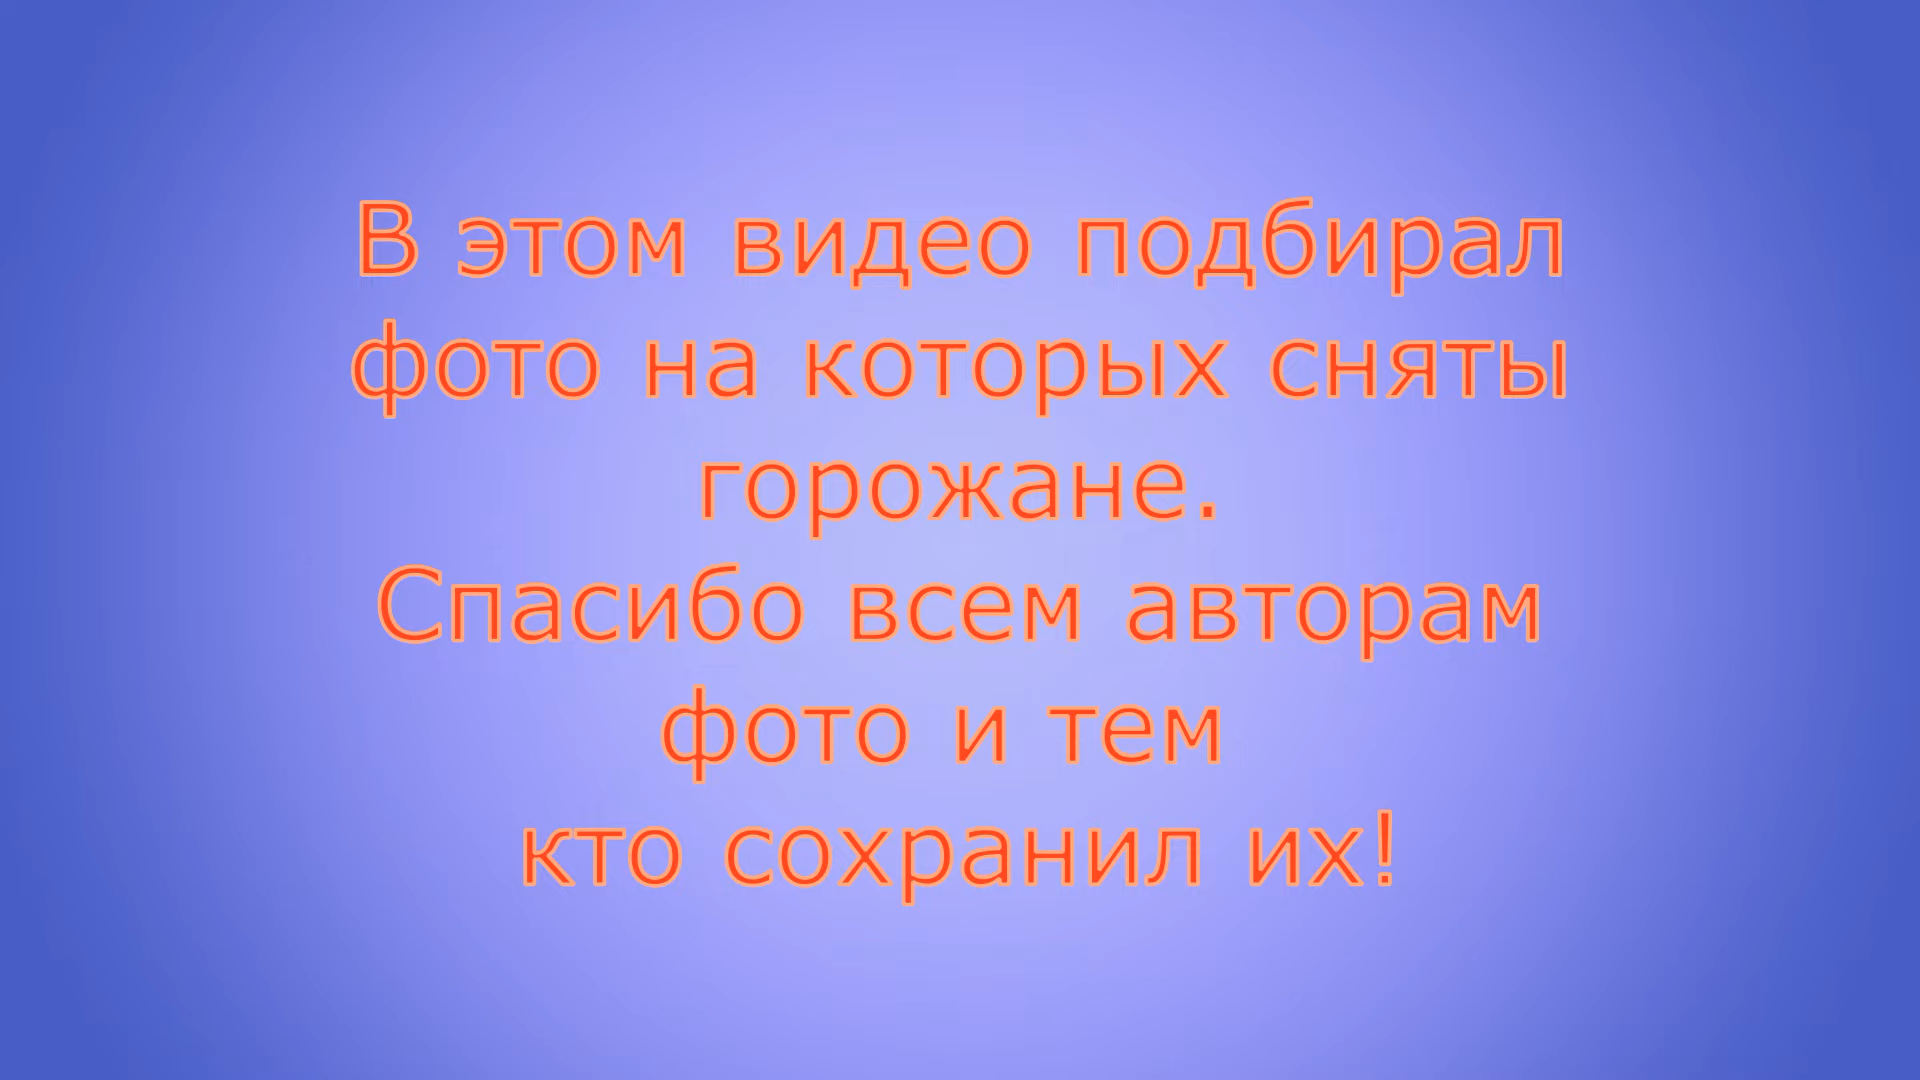 В этом видео подбирал
фото на которых сняты
горожане.
Спасибо всем авторам
фото и тем
кто сохранил их!